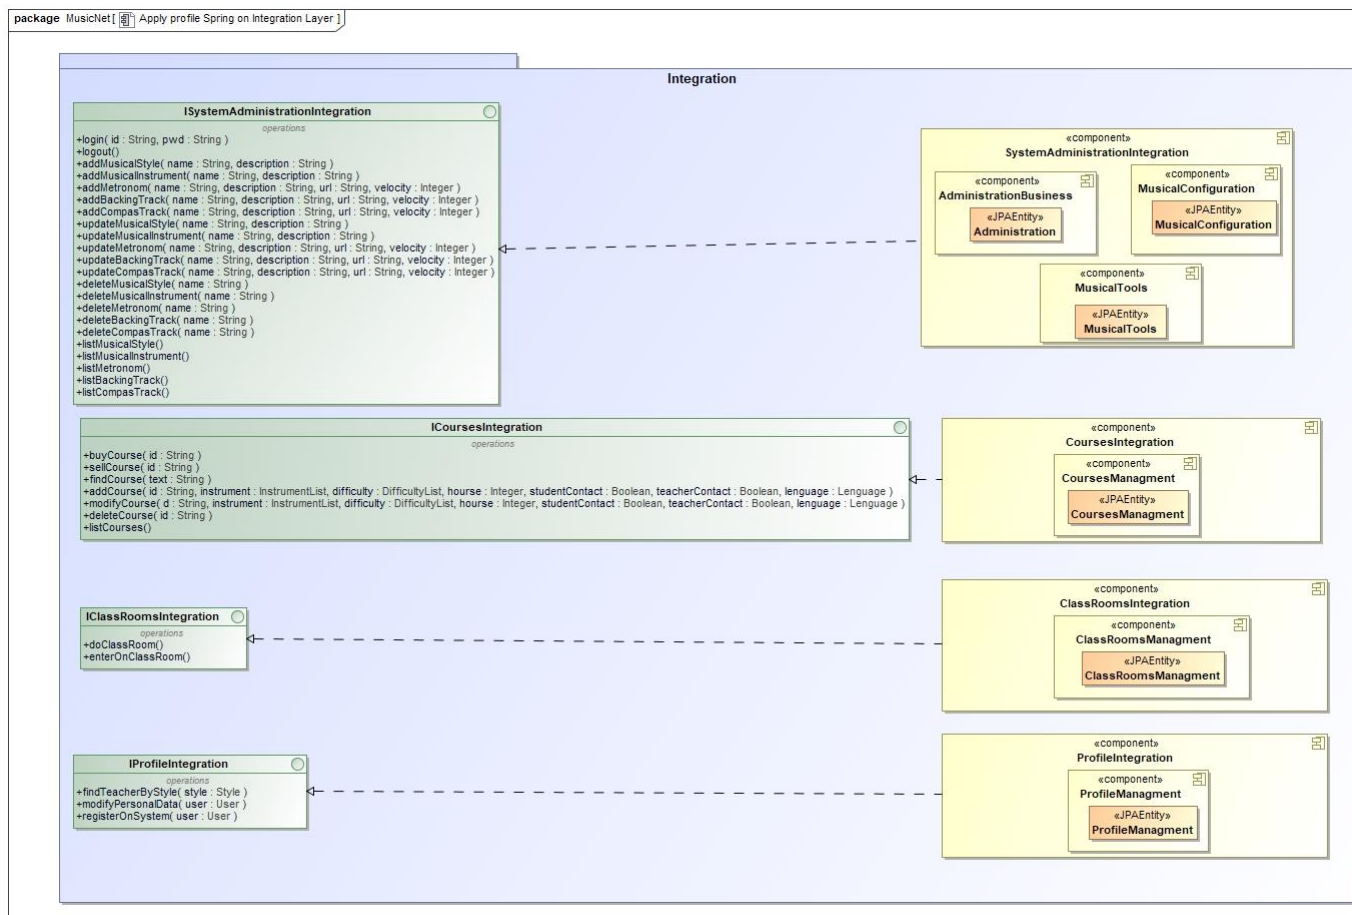 package MusicNet[ Apply profile Spring on Integration Layer ]
Integration
ISystemAdministrationIntegration
operations
+login( id : String, pwd : String )
+logout()
+addMusicalStyle( name : String, description : String )
+addMusicalInstrument( name : String, description : String )
+addMetronom( name : String, description : String, url : String, velocity : Integer )
+addBackingTrack( name : String, description : String, url : String, velocity : Integer )
+addCompasTrack( name : String, description : String, url : String, velocity : Integer )
+updateMusicalStyle( name : String, description : String )
+updateMusicalInstrument( name : String, description : String )
+updateMetronom( name : String, description : String, url : String, velocity : Integer )
+updateBackingTrack( name : String, description : String, url : String, velocity : Integer )
+updateCompasTrack( name : String, description : String, url : String, velocity : Integer )
+deleteMusicalStyle( name : String )
+deleteMusicalInstrument( name : String )
+deleteMetronom( name : String )
+deleteBackingTrack( name : String )
+deleteCompasTrack( name : String )
+listMusicalStyle()
+listMusicalInstrument()
+listMetronom()
+listBackingTrack()
+listCompasTrack()
«component»
SystemAdministrationIntegration
«component»
AdministrationBusiness
«JPAEntity»
Administration
«component»
MusicalConfiguration
«JPAEntity»
MusicalConfiguration
«component»
MusicalTools
«JPAEntity»
MusicalTools
ICoursesIntegration
operations
+buyCourse( id : String )
+sellCourse( id : String )
+findCourse( text : String )
+addCourse( id : String, instrument : InstrumentList, difficulty : DifficultyList, hourse : Integer, studentContact : Boolean, teacherContact : Boolean, lenguage : Lenguage )
+modifyCourse( d : String, instrument : InstrumentList, difficulty : DifficultyList, hourse : Integer, studentContact : Boolean, teacherContact : Boolean, lenguage : Lenguage )
+deleteCourse( id : String )
+listCourses()
«component»
CoursesIntegration
«component»
CoursesManagment
«JPAEntity»
CoursesManagment
IClassRoomsIntegration
operations
+doClassRoom()
+enterOnClassRoom()
«component»
ClassRoomsIntegration
«component»
ClassRoomsManagment
«JPAEntity»
ClassRoomsManagment
IProfileIntegration
operations
+findTeacherByStyle( style : Style )
+modifyPersonalData( user : User )
+registerOnSystem( user : User )
«component»
ProfileIntegration
«component»
ProfileManagment
«JPAEntity»
ProfileManagment